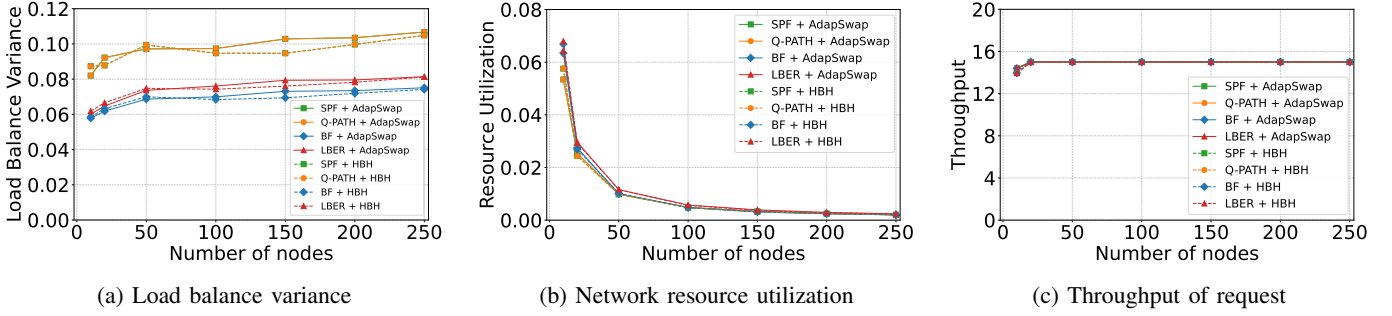 Load Balance Variance
0.12
0.10
0.08
0.06
0.04
0.02
0.00
0
50
100
150
200
250
Number of nodes
SPF + AdapSwap
Q-PATH + AdapSwap
BF + AdapSwap
LBER + AdapSwap
SPF + HBH
Q-PATH + HBH
BF + HBH
LBER + HBH
(a) Load balance variance
Resource Utilization
0.08
0.06
0.04
0.02
0.00
0
50
100
150
200
250
Number of nodes
SPF + AdapSwap
Q-PATH + AdapSwap
BF + AdapSwap
LBER + AdapSwap
SPF + HBH
Q-PATH + HBH
BF + HBH
LBER + HBH
(b) Network resource utilization
Throughput
20
16
12
8
4
0
0
50
100
150
200
250
Number of nodes
SPF + AdapSwap
Q-PATH + AdapSwap
BF + AdapSwap
LBER + AdapSwap
SPF + HBH
Q-PATH + HBH
BF + HBH
LBER + HBH
(c) Throughput of request